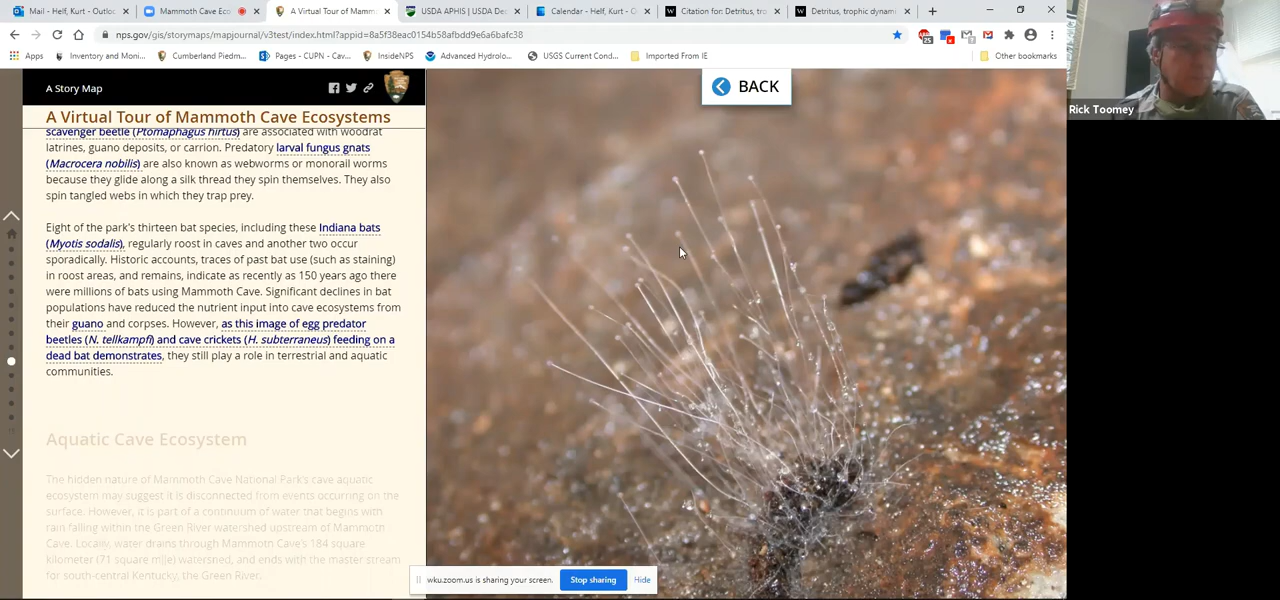 Mail - Helf, Kurt - Outloo
Mammoth Cave Eco
A Virtual Tour of Mamm
USDA APHIS | USDA De
Calendar - Helf, Kurt - O
Citation for: Detritus, tro
Detritus, trophic dynami
nps.gov/gis/storymaps/mapjournal/v3test/index.html?appid=8a5f38eac0154b58afbdd9e6a6bafc38
Apps
Inventory and Moni...
Cumberland Piedm...
Pages - CUPN - Cav...
InsideNPS
Advanced Hydrolo...
USGS Current Cond...
Imported From IE
Other bookmarks
A Story Map
BACK
Rick Toomey
A Virtual Tour of Mammoth Cave Ecosystems
scavenger beetle (Ptomaphagus hirtus) are associated with woodrat
latrines, guano deposits, or carrion. Predatory larval fungus gnats
(Macrocera nobilis) are also known as webworms or monorail worms
because they glide along a silk thread they spin themselves. They also
spin tangled webs in which they trap prey.
Eight of the park's thirteen bat species, including these Indiana bats
(Myotis sodalis), regularly roost in caves and another two occur
sporadically. Historic accounts, traces of past bat use (such as staining)
in roost areas, and remains, indicate as recently as 150 years ago there
were millions of bats using Mammoth Cave. Significant declines in bat
populations have reduced the nutrient input into cave ecosystems from
their guano and corpses. However, as this image of egg predator
beetles (N. tellkampfi) and cave crickets (H. subterraneus) feeding on a
dead bat demonstrates, they still play a role in terrestrial and aquatic
communities.
Aquatic Cave Ecosystem
The hidden nature of Mammoth Cave National Park's cave aquatic
ecosystem may suggest it is disconnected from events occurring on the
surface. However, it is part of a continuum of water that begins with
rain falling within the Green River watershed upstream of Mammoth
Cave. Locally, water drains through Mammoth Cave's 184 square
kilometer (71 square mile) watershed, and ends with the master stream
for south-central Kentucky, the Green River.
wku.zoom.us is sharing your screen.
Stop sharing
Hide